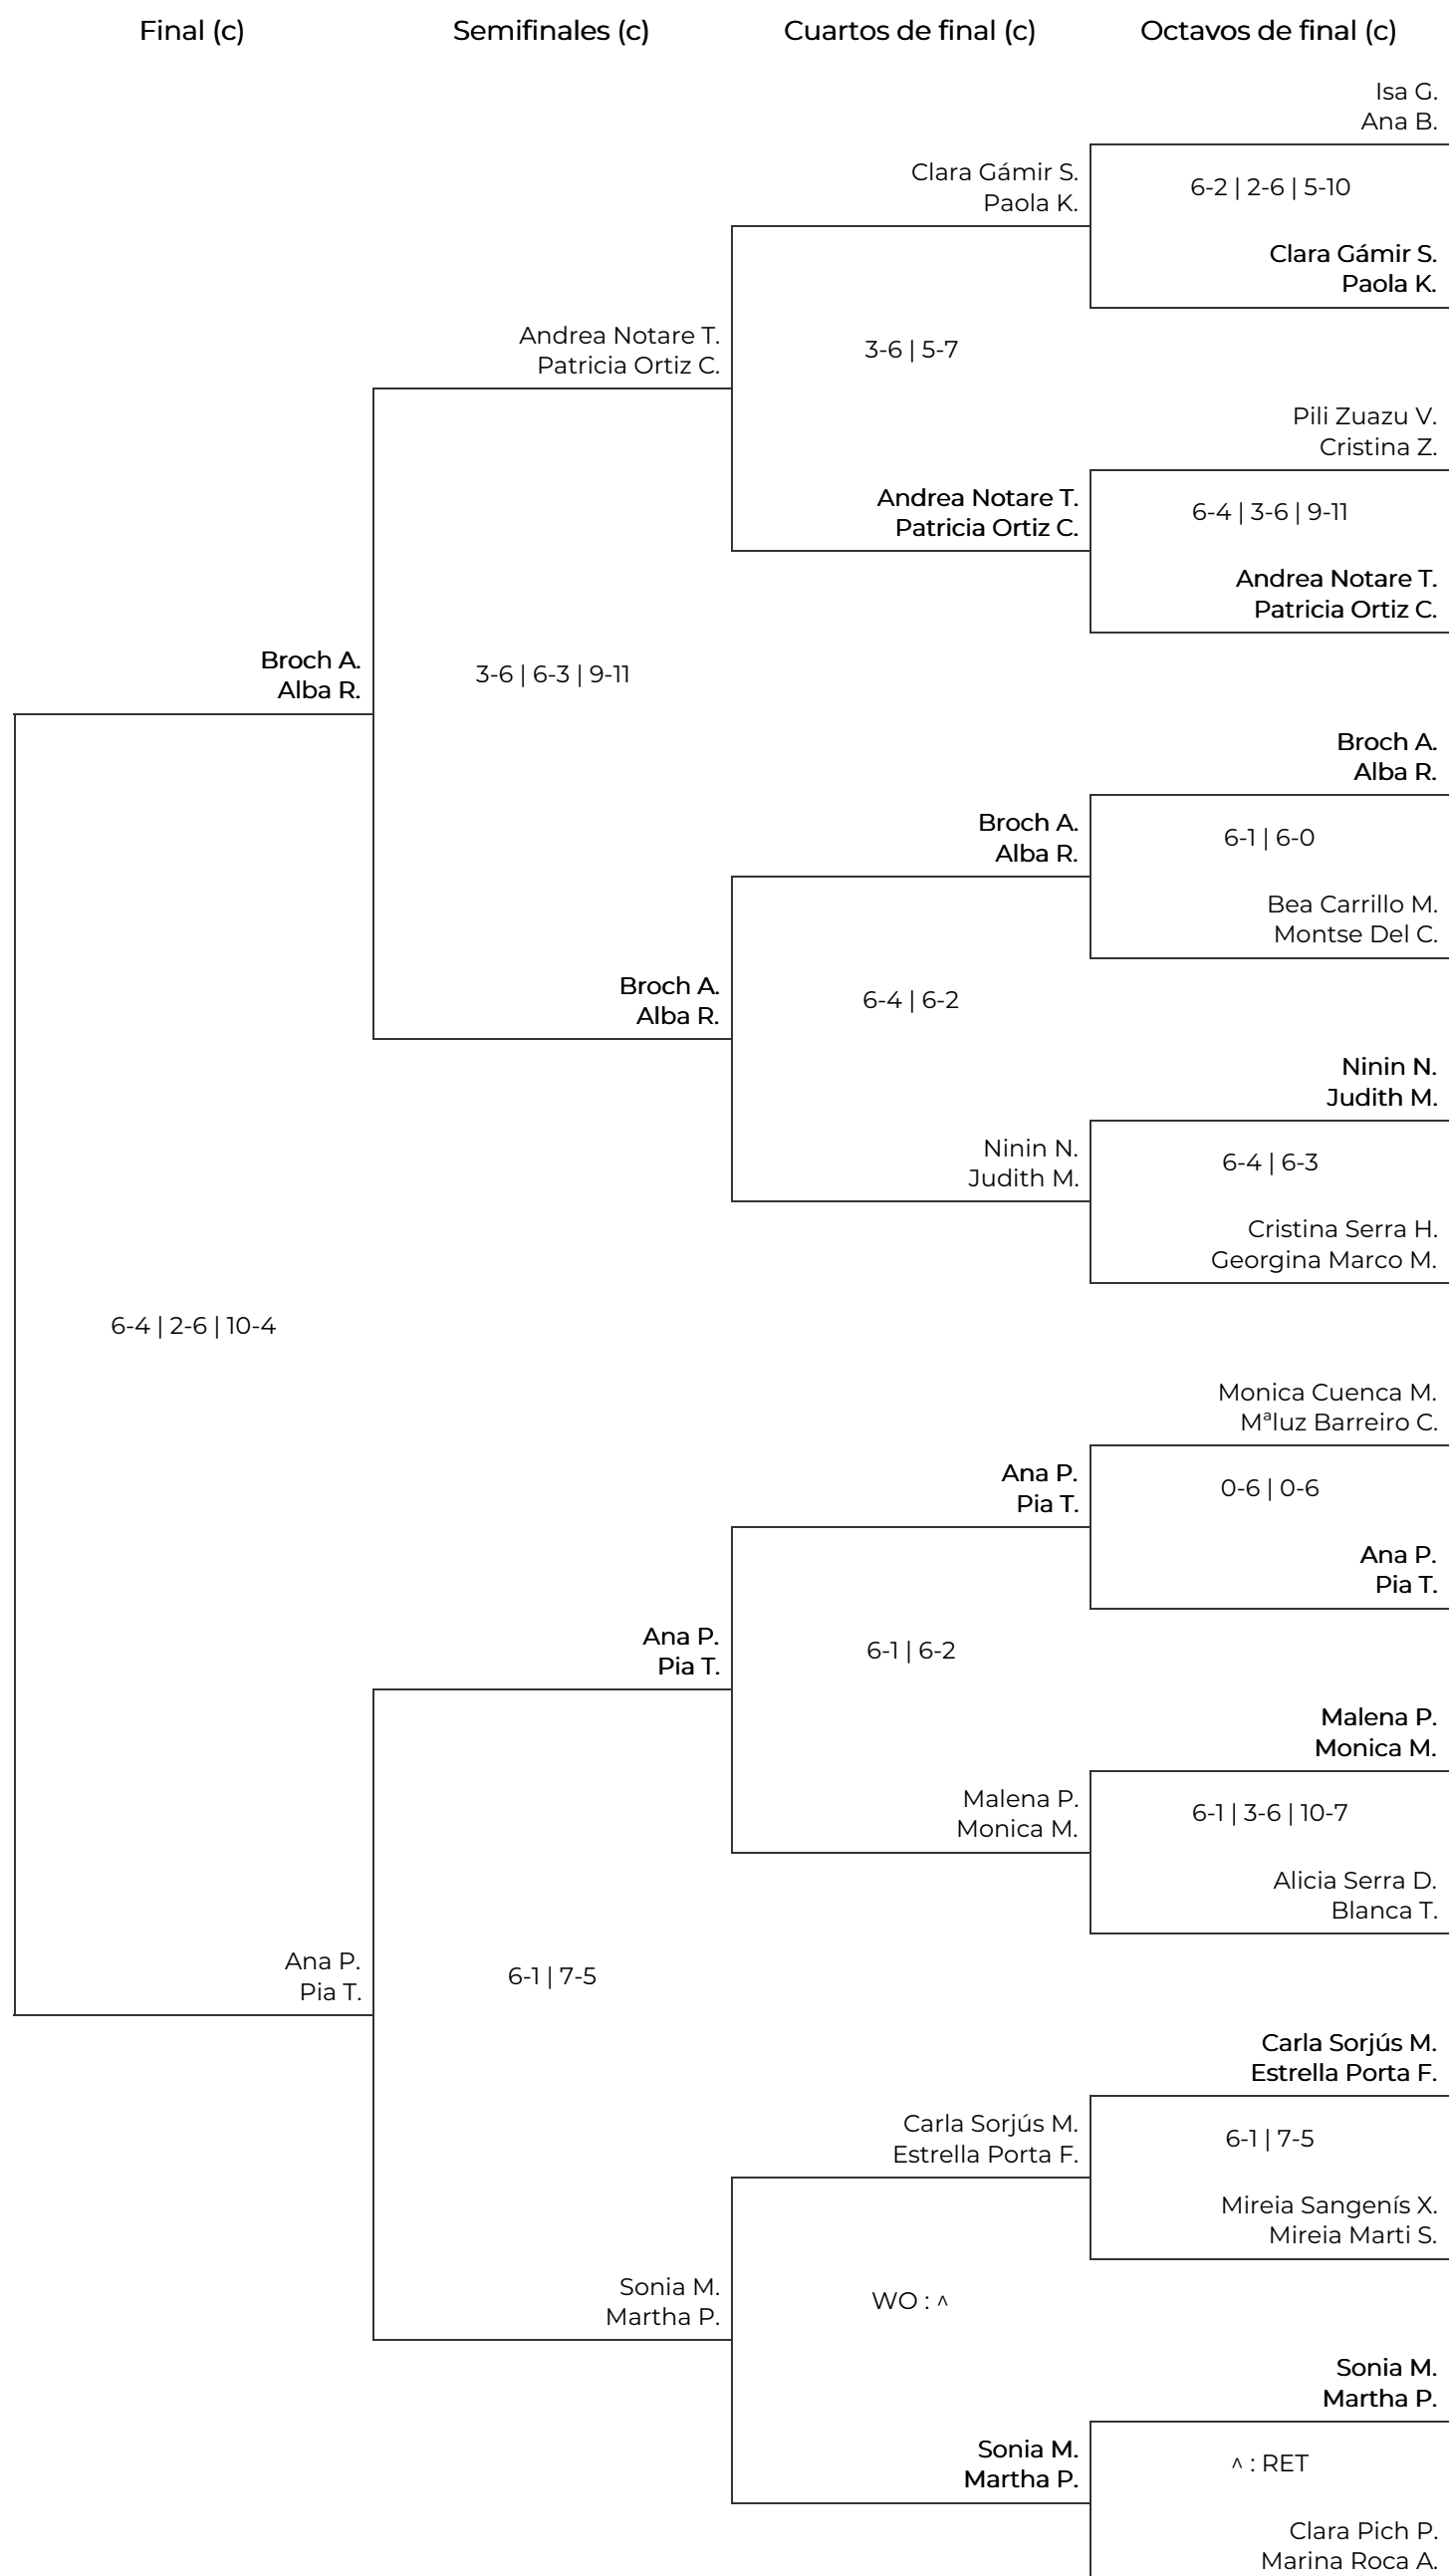 Final (c)
Semifinales (c)
Cuartos de final (c)
Octavos de final (c)
Isa G.
Ana B.
Clara Gámir S.
Paola K.
6-2 | 2-6 | 5-10
Clara Gámir S.
Paola K.
Andrea Notare T.
Patricia Ortiz C.
3-6 | 5-7
Pili Zuazu V.
Cristina Z.
Andrea Notare T.
Patricia Ortiz C.
6-4 | 3-6 | 9-11
Andrea Notare T.
Patricia Ortiz C.
Broch A.
Alba R.
3-6 | 6-3 | 9-11
Broch A.
Alba R.
Broch A.
Alba R.
6-1 | 6-0
Bea Carrillo M.
Montse Del C.
Broch A.
Alba R.
6-4 | 6-2
Ninin N.
Judith M.
Ninin N.
Judith M.
6-4 | 6-3
Cristina Serra H.
Georgina Marco M.
6-4 | 2-6 | 10-4
Monica Cuenca M.
Mªluz Barreiro C.
Ana P.
Pia T.
0-6 | 0-6
Ana P.
Pia T.
Ana P.
Pia T.
6-1 | 6-2
Malena P.
Monica M.
Malena P.
Monica M.
6-1 | 3-6 | 10-7
Alicia Serra D.
Blanca T.
Ana P.
Pia T.
6-1 | 7-5
Carla Sorjús M.
Estrella Porta F.
Carla Sorjús M.
Estrella Porta F.
6-1 | 7-5
Mireia Sangenís X.
Mireia Marti S.
Sonia M.
Martha P.
WO : ^
Sonia M.
Martha P.
Sonia M.
Martha P.
^ : RET
Clara Pich P.
Marina Roca A.